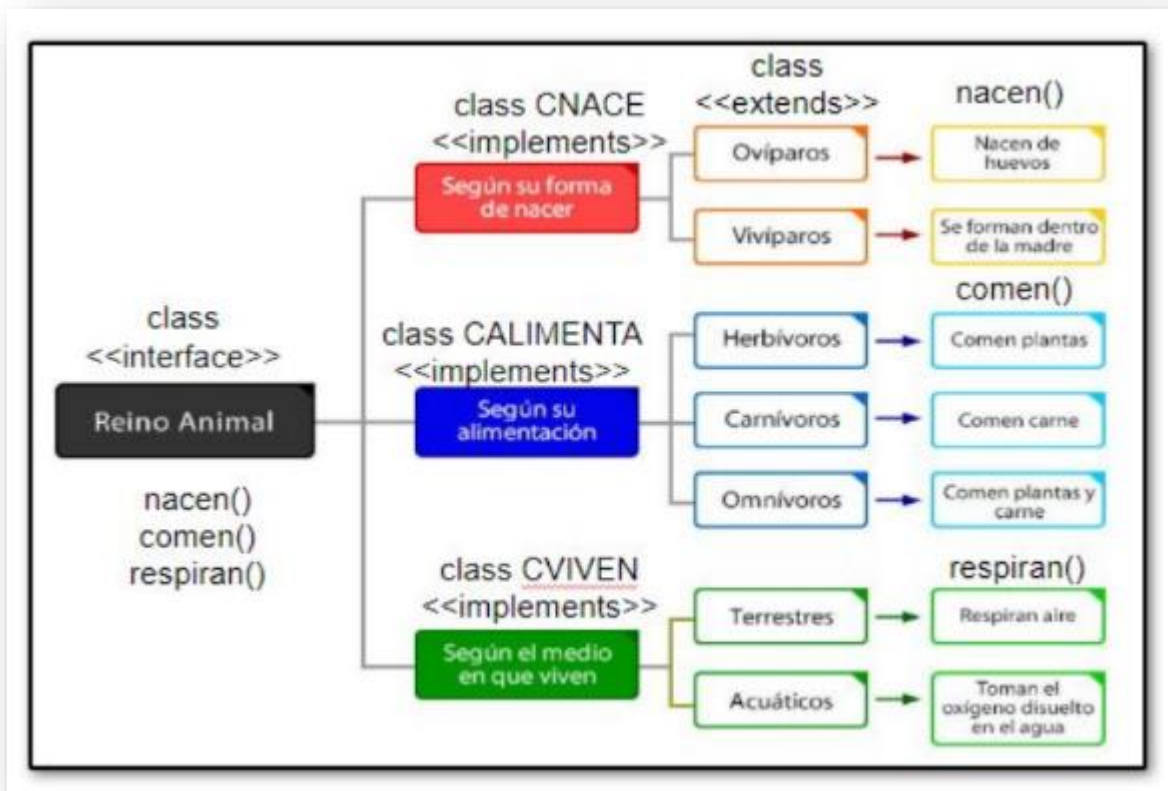 class
<<interface>>
Reino Animal
nacen()
comen()
respiran()
class CNACE
<<implements>>
Según su forma
de nacer
class
<<extends>>
nacen()
Ovíparos
Nacen de
huevos
Vivíparos
Se forman dentro
de la madre
class CALIMENTA
<<implements>>
Según su
alimentación
comen()
Herbívoros
Comen plantas
Carnívoros
Comen carne
Omnívoros
Comen plantas y
carne
class CVIVEN
<<implements>>
Según el medio
en que viven
respiran()
Terrestres
Respiran aire
Acuáticos
Toman el
oxígeno disuelto
en el agua